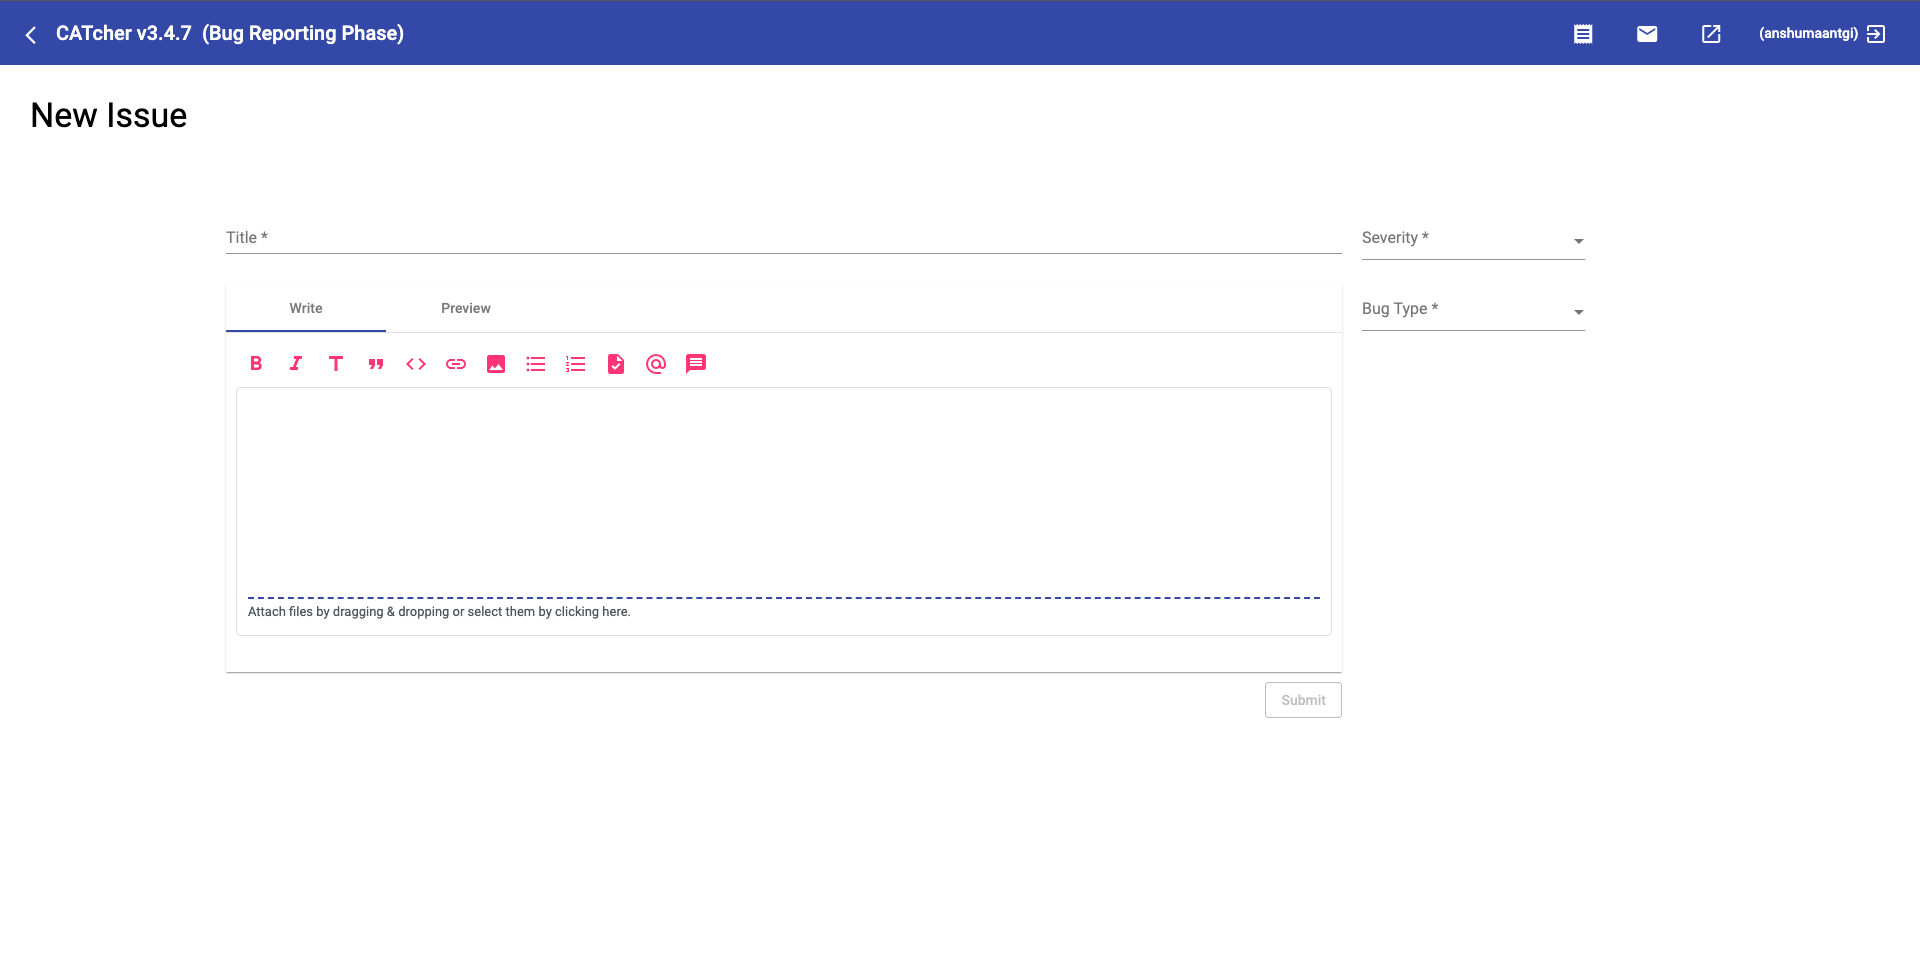 CATcher v3.4.7 (Bug Reporting Phase)
(anshumaantgi)
New Issue
Title *
Severity *
Write
Preview
Bug Type *
Attach files by dragging & dropping or select them by clicking here.
Submit